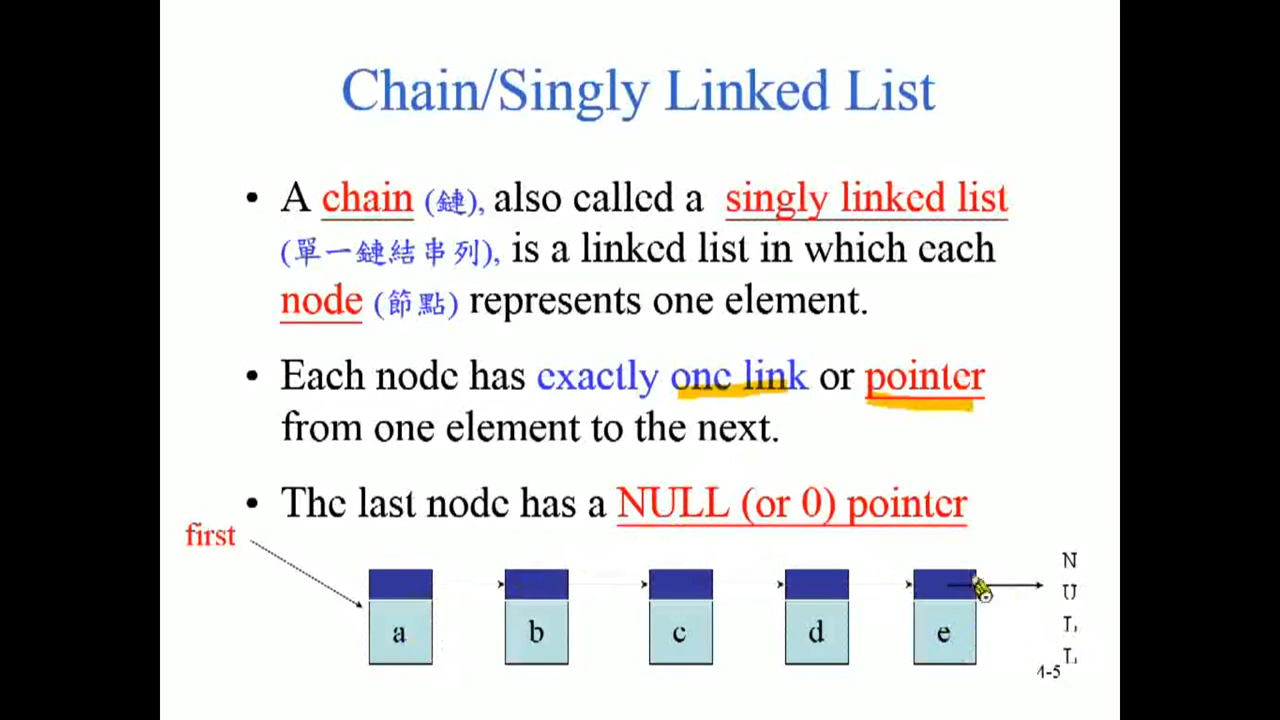 Chain/Singly Linked List
• A chain (鏈), also called a singly linked list
(單一鏈結串列), is a linked list in which each
node (節點) represents one element.
• Each node has exactly one link or pointer
from one element to the next.
• The last node has a NULL (or 0) pointer
first
a b c d e
N
U
L
L
4-5